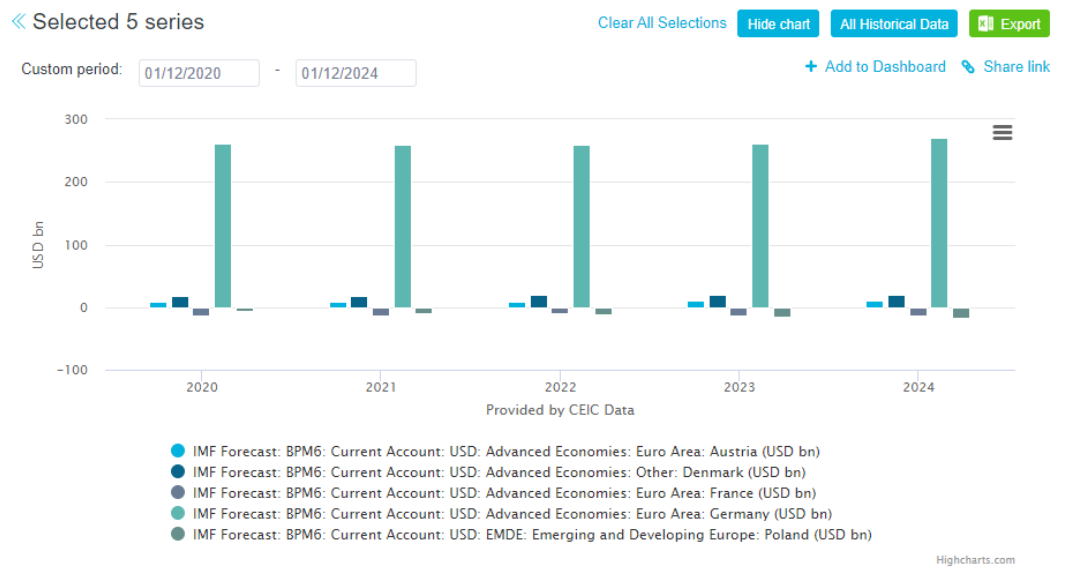 Selected 5 series
Clear All Selections
Hide chart
All Historical Data
Export
Custom period: 01/12/2020 - 01/12/2024
Add to Dashboard
Share link
300
200
100
0
-100
USD bn
2020 2021 2022 2023 2024
Provided by CEIC Data
IMF Forecast: BPM6: Current Account: USD: Advanced Economies: Euro Area: Austria (USD bn)
IMF Forecast: BPM6: Current Account: USD: Advanced Economies: Other: Denmark (USD bn)
IMF Forecast: BPM6: Current Account: USD: Advanced Economies: Euro Area: France (USD bn)
IMF Forecast: BPM6: Current Account: USD: Advanced Economies: Euro Area: Germany (USD bn)
IMF Forecast: BPM6: Current Account: USD: EMDE: Emerging and Developing Europe: Poland (USD bn)
Highcharts.com